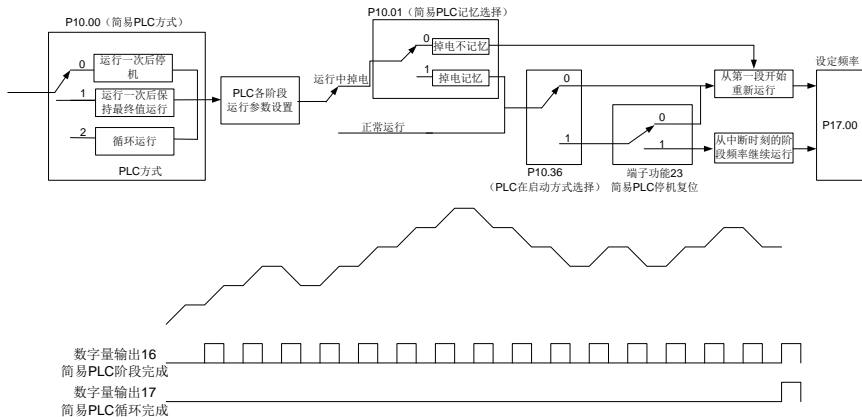 P10.00（简易PLC方式）
0
运行一次后停
机
1
运行一次后保
持最终值运行
2
循环运行
PLC方式
PLC各阶段
运行参数设置
运行中掉电
正常运行
P10.01（简易PLC记忆选择）
0
掉电不记忆
1
掉电记忆
0
1
P10.36
（PLC在启动方式选择）
0
1
端子功能23
简易PLC停机复位
从第一段开始
重新运行
从中断时刻的阶
段频率继续运行
设定频率
P17.00
数字量输出16
简易PLC阶段完成
数字量输出17
简易PLC循环完成